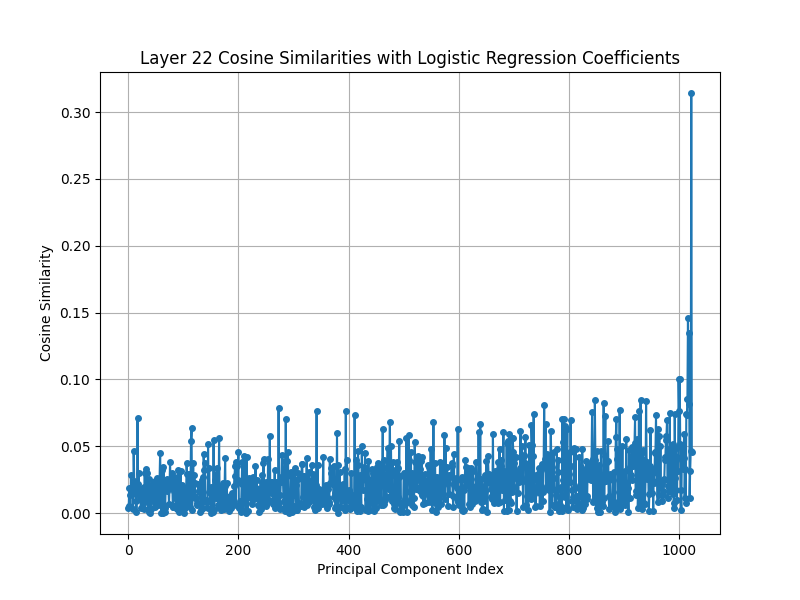 Layer 22 Cosine Similarities with Logistic Regression Coefficients
0.30
0.25
0.20
0.15
0.10
0.05
0.00
Cosine Similarity
0 200 400 600 800 1000
Principal Component Index